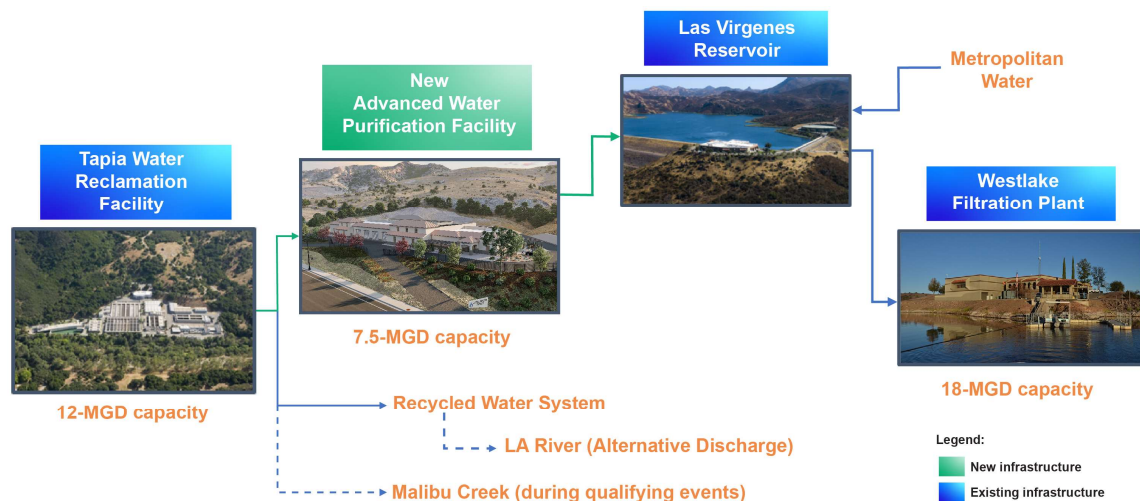 Las Virgenes
Reservoir
Metropolitan
Water
New
Advanced Water
Purification Facility
Tapia Water
Reclamation
Facility
Westlake
Filtration Plant
7.5-MGD capacity
12-MGD capacity
18-MGD capacity
Recycled Water System
LA River (Alternative Discharge)
Malibu Creek (during qualifying events)
Legend:
New infrastructure
Existing infrastructure